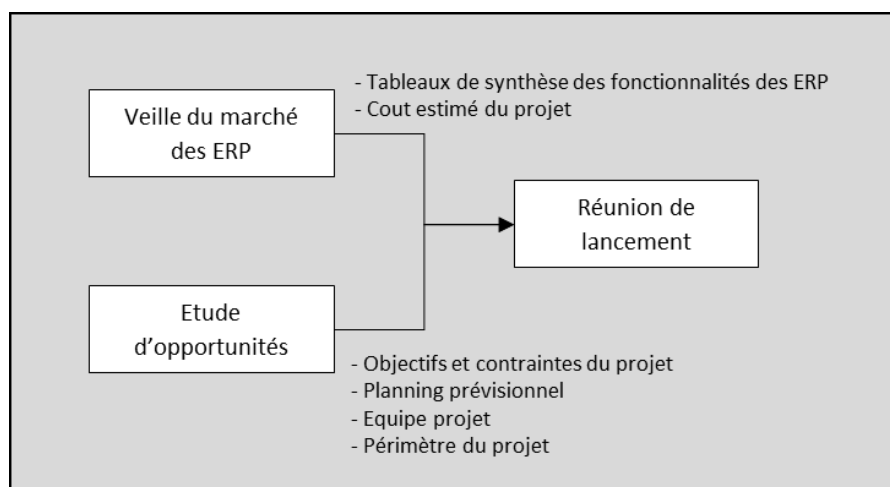 - Tableaux de synthèse des fonctionnalités des ERP
- Cout estimé du projet
Veille du marché
des ERP
Réunion de
lancement
Etude
d’opportunités
- Objectifs et contraintes du projet
- Planning prévisionnel
- Equipe projet
- Périmètre du projet